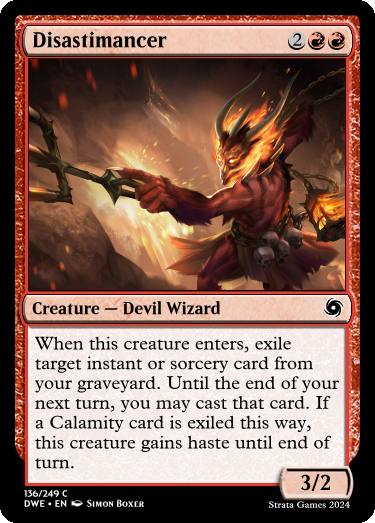 Disastimancer 2
Creature — Devil Wizard
When this creature enters, exile
target instant or sorcery card from
your graveyard. Until the end of your
next turn, you may cast that card. If
a Calamity card is exiled this way,
this creature gains haste until end of
turn.
3/2
136/249 C
DWE • EN Simon Boxer
Strata Games 2024